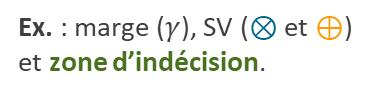 Ex. : marge (γ), SV (⊗ et ⊕)
et zone d’indécision.